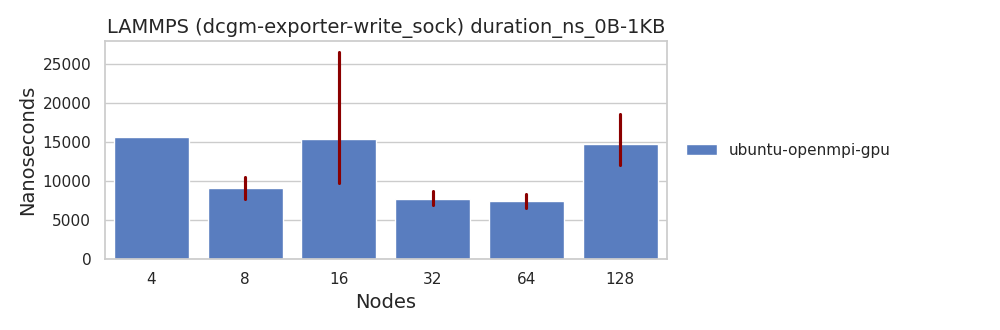 LAMMPS (dcgm-exporter-write_sock) duration_ns_0B-1KB
Nanoseconds
25000
20000
15000
10000
5000
0
4 8 16 32 64 128
Nodes
ubuntu-openmpi-gpu